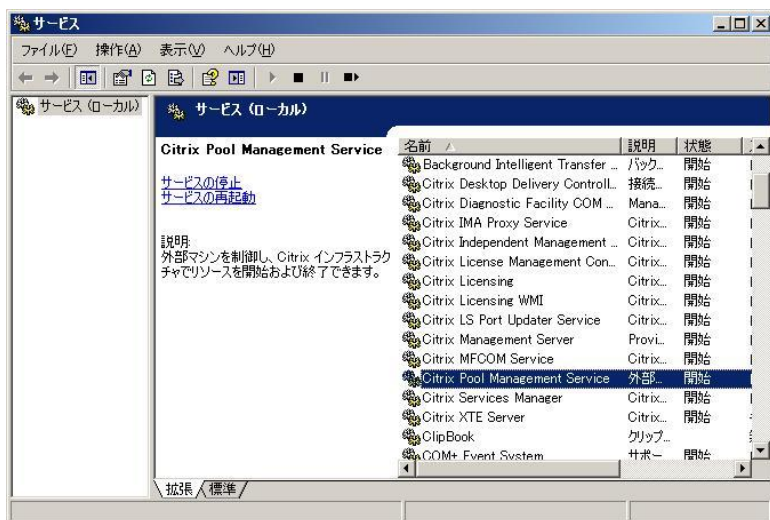 サービス
ファイル(F) 操作(A) 表示(V) ヘルプ(H)
サービス (ローカル)
サービス (ローカル)
Citrix Pool Management Service
サービスの停止
サービスの再起動
説明:
外部マシンを制御し、Citrix インフラストラク
チャでリソースを開始および終了できます。
名前 説明 状態
Background Intelligent Transfer ... バック... 開始
Citrix Desktop Delivery Controll... 接続... 開始
Citrix Diagnostic Facility COM ... Mana... 開始
Citrix IMA Proxy Service Citrix... 開始
Citrix Independent Management ... Citrix... 開始
Citrix License Management Con... Citrix... 開始
Citrix Licensing Citrix... 開始
Citrix Licensing WMI Citrix... 開始
Citrix LS Port Updater Service Citrix... 開始
Citrix Management Server Provi... 開始
Citrix MFCOM Service Citrix... 開始
Citrix Pool Management Service 外部... 開始
Citrix Services Manager Citrix... 開始
Citrix XTE Server Citrix... 開始
ClipBook クリップ...
COM+ Event System サポー 開始
拡張 標準